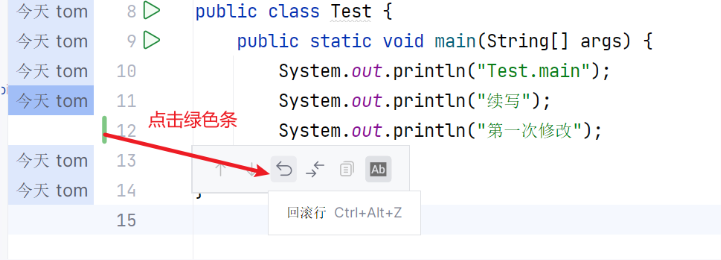 今天 tom 8 public class Test {
今天 tom 9 public static void main(String[] args) {
今天 tom 10 System.out.println("Test.main");
今天 tom 11 System.out.println("续写");
点击绿色条
12 System.out.println("第一次修改");
今天 tom 13
Ab
今天 tom 14
15
回滚行 Ctrl+Alt+Z